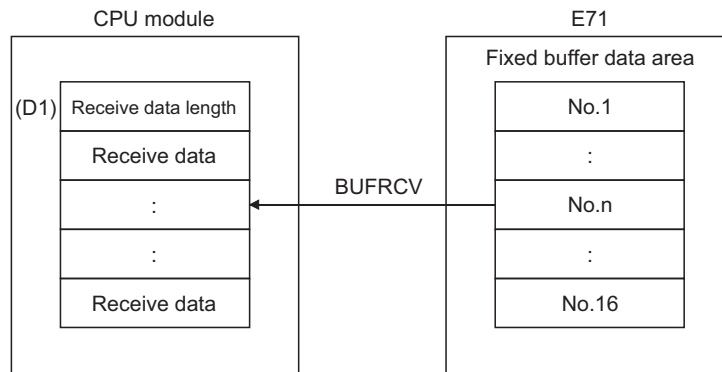 CPU module
(D1)
Receive data length
Receive data
:
:
Receive data
BUFRCV
E71
Fixed buffer data area
No.1
:
No.n
:
No.16